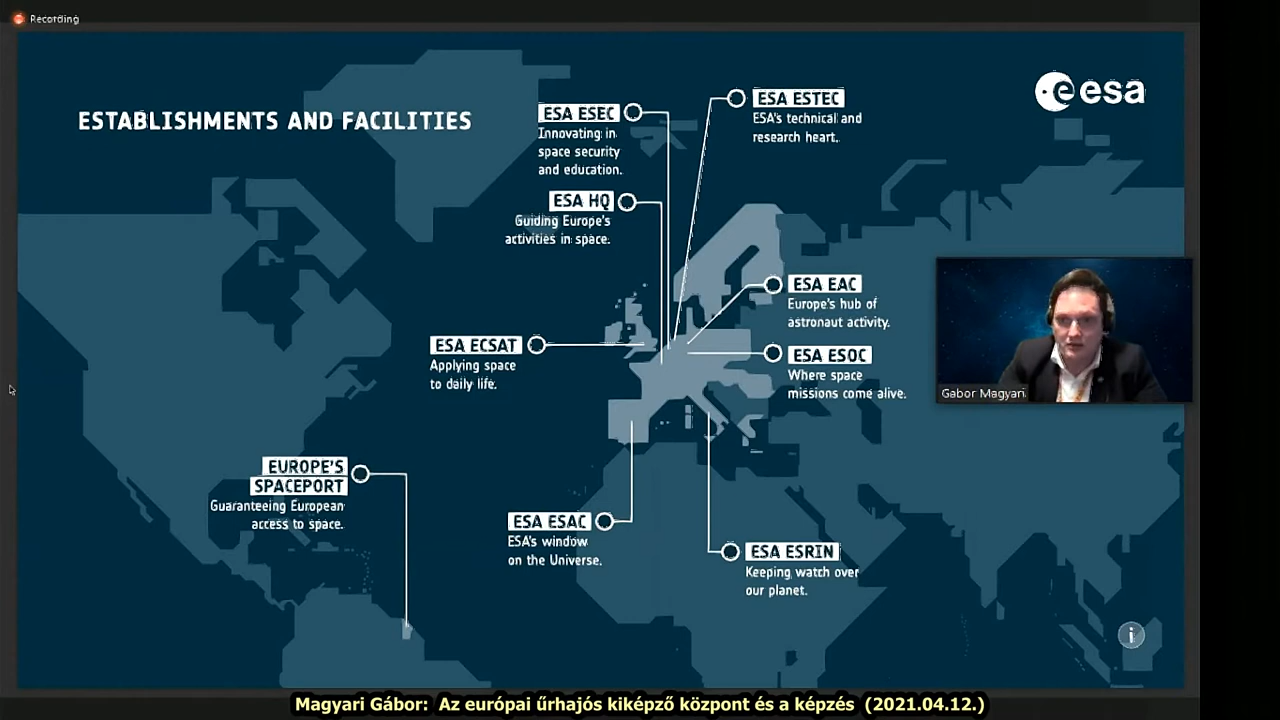 Recording
ESTABLISHMENTS AND FACILITIES
esa
ESA ESEC
Innovating in
space security
and education.
ESA ESTEC
ESA's technical and
research heart.
ESA HQ
Guiding Europe's
activities in space.
ESA EAC
Europe's hub of
astronaut activity.
ESA ECSAT
Applying space
to daily life.
ESA ESOC
Where space
missions come alive.
Gabor Magyari
EUROPE'S
SPACEPORT
Guaranteeing European
access to space.
ESA ESAC
ESA's window
on the Universe.
ESA ESRIN
Keeping watch over
our planet.
i
Magyari Gábor: Az európai űrhajós kiképző központ és a képzés (2021.04.12.)